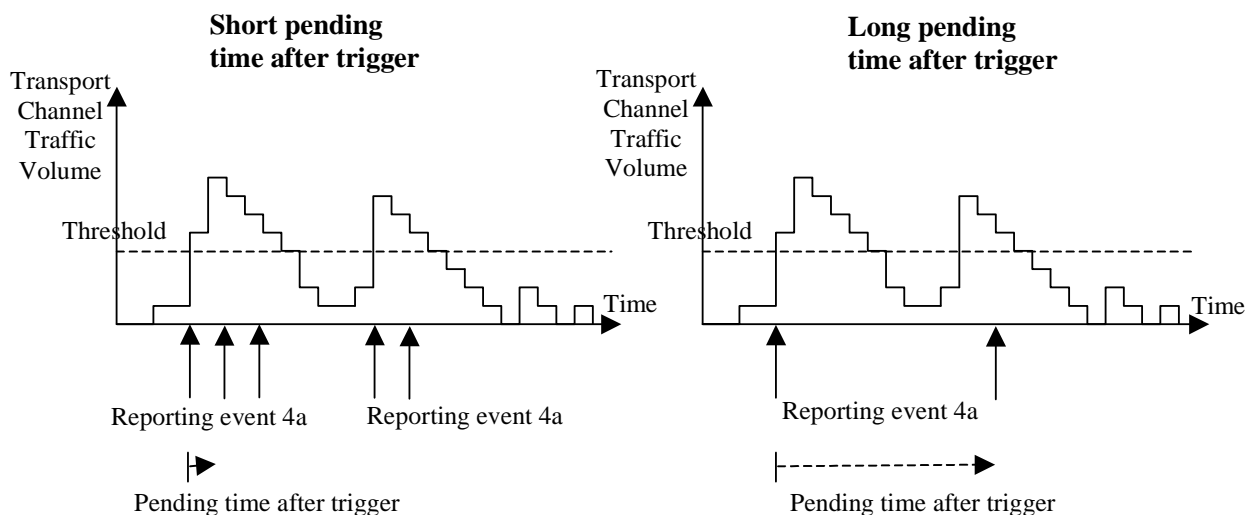 Short pending
time after trigger
Transport
Channel
Traffic
Volume
Threshold
Time
Reporting event 4a
Reporting event 4a
Pending time after trigger
Long pending
time after trigger
Transport
Channel
Traffic
Volume
Threshold
Time
Reporting event 4a
Pending time after trigger